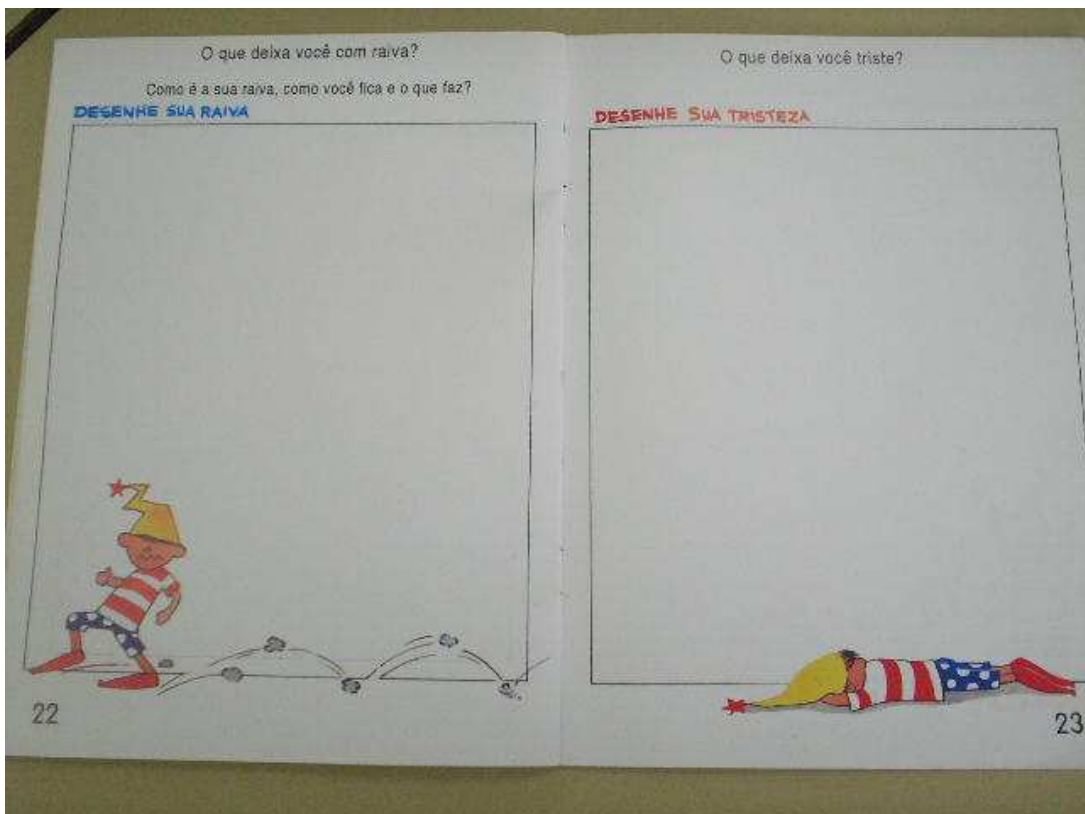 O que deixa você com raiva?
Como é a sua raiva, como você fica e o que faz?
DESENHE SUA RAIVA
22
O que deixa você triste?
DESENHE SUA TRISTEZA
23